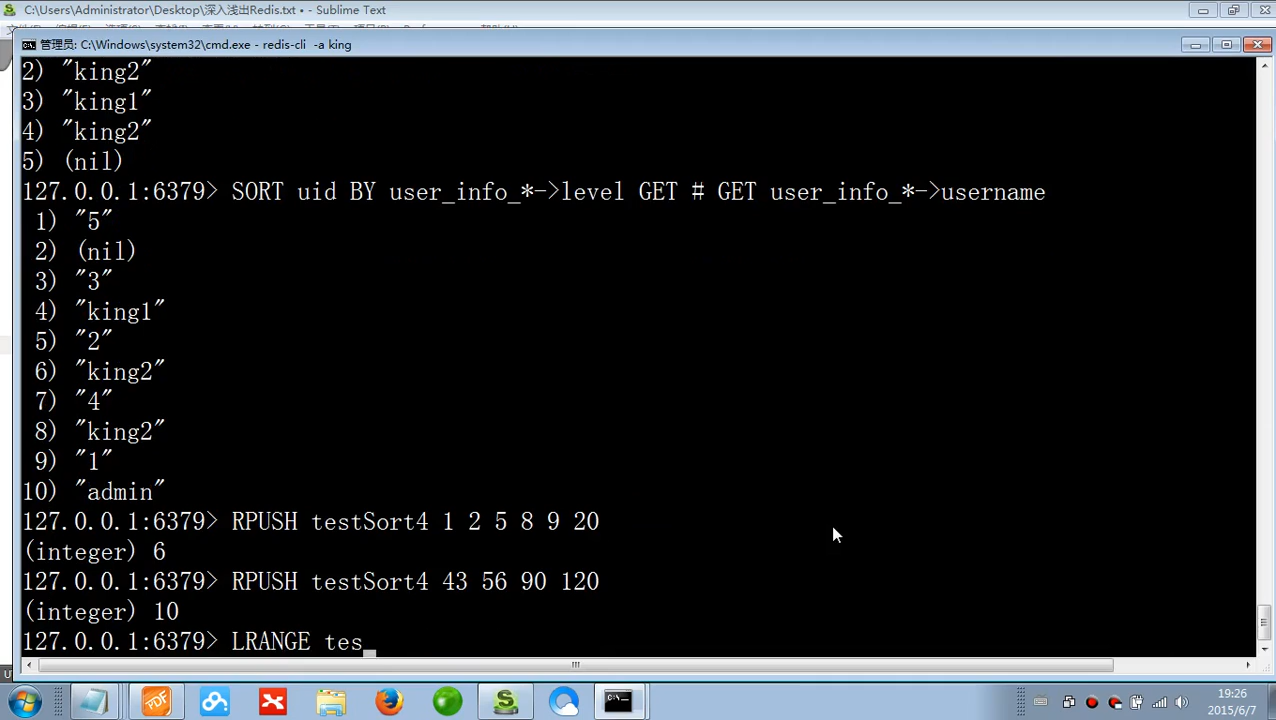 C:\Users\Administrator\Desktop\深入浅出Redis.txt • - Sublime Text
管理员: C:\Windows\system32\cmd.exe - redis-cli -a king
2) "king2"
3) "king1"
4) "king2"
5) (nil)
127.0.0.1:6379> SORT uid BY user_info_*->level GET # GET user_info_*->username
1) "5"
2) (nil)
3) "3"
4) "king1"
5) "2"
6) "king2"
7) "4"
8) "king2"
9) "1"
10) "admin"
127.0.0.1:6379> RPUSH testSort4 1 2 5 8 9 20
(integer) 6
127.0.0.1:6379> RPUSH testSort4 43 56 90 120
(integer) 10
127.0.0.1:6379> LRANGE tes
PDF
C:\.
19:26
2015/6/7